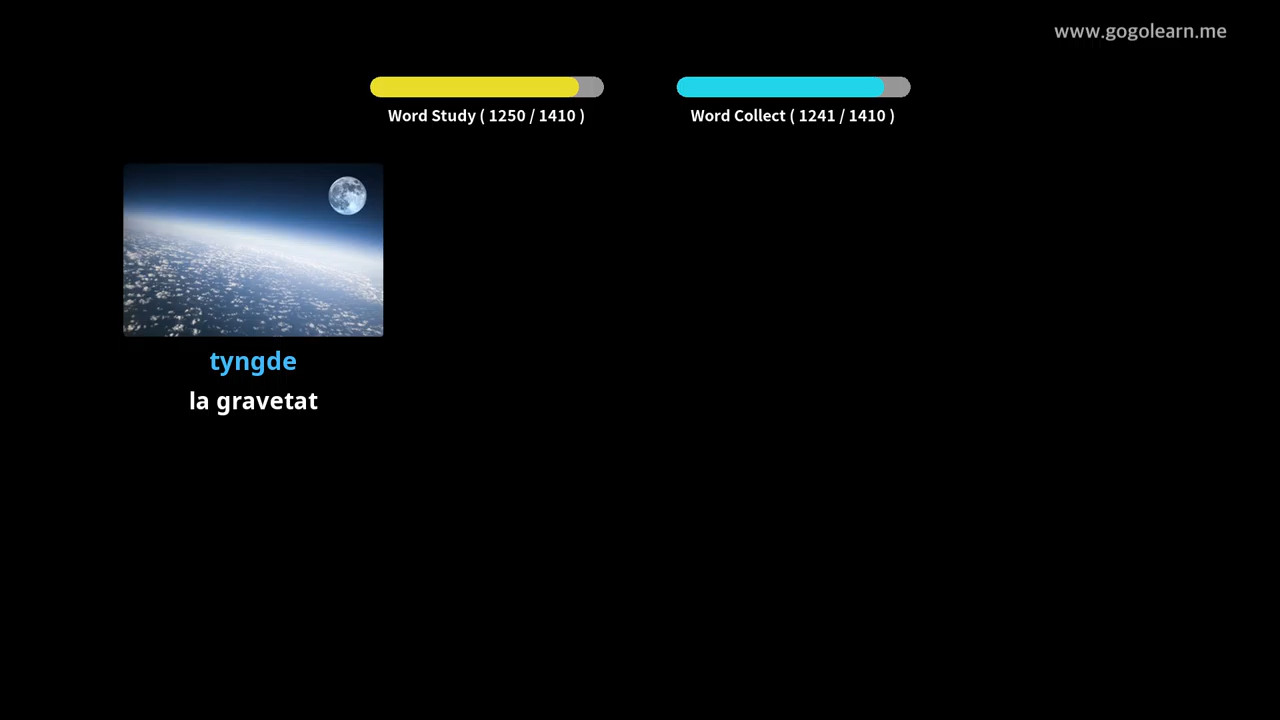 www.gogolearn.me
Word Study ( 1250 / 1410 )
Word Collect ( 1241 / 1410 )
tyngde
la gravetat